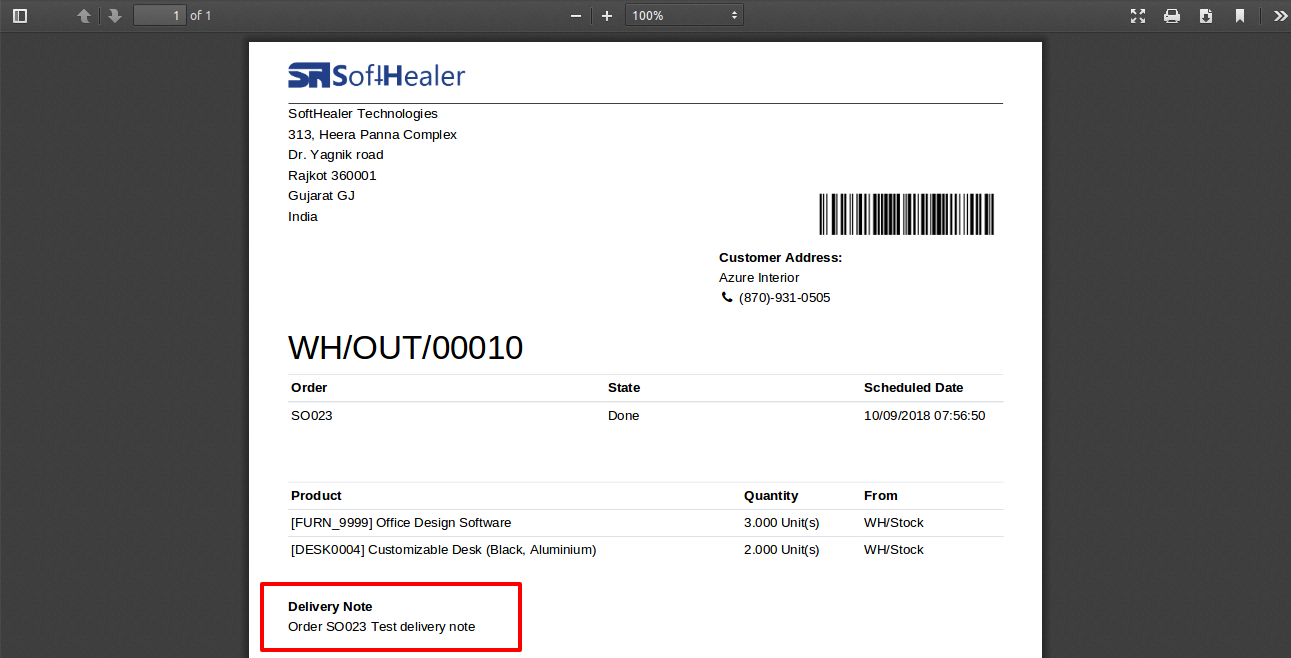 1 of 1
100%
SoftHealer
SoftHealer Technologies
313, Heera Panna Complex
Dr. Yagnik road
Rajkot 360001
Gujarat GJ
India
Customer Address:
Azure Interior
(870)-931-0505
WH/OUT/00010
Order State Scheduled Date
SO023 Done 10/09/2018 07:56:50
Product Quantity From
[FURN_9999] Office Design Software 3.000 Unit(s) WH/Stock
[DESK0004] Customizable Desk (Black, Aluminium) 2.000 Unit(s) WH/Stock
Delivery Note
Order SO023 Test delivery note